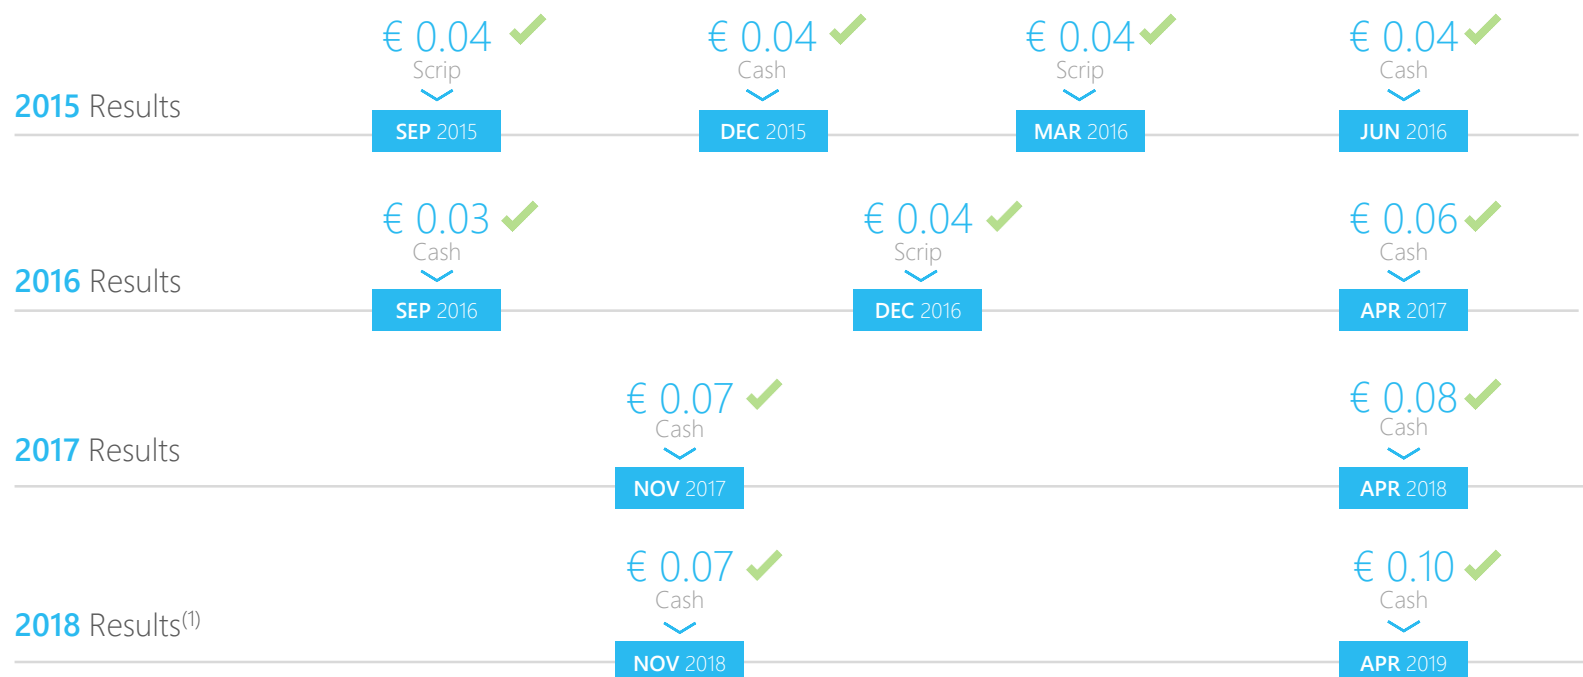 € 0.04 € 0.04 € 0.04 € 0.04
Scrip Cash Scrip Cash
2015 Results
SEP 2015 DEC 2015 MAR 2016 JUN 2016
€ 0.03 € 0.04 € 0.06
Cash Scrip Cash
2016 Results
SEP 2016 DEC 2016 APR 2017
€ 0.07 € 0.08
Cash Cash
2017 Results
NOV 2017 APR 2018
€ 0.07 € 0.10
Cash Cash
2018 Results(1)
NOV 2018 APR 2019